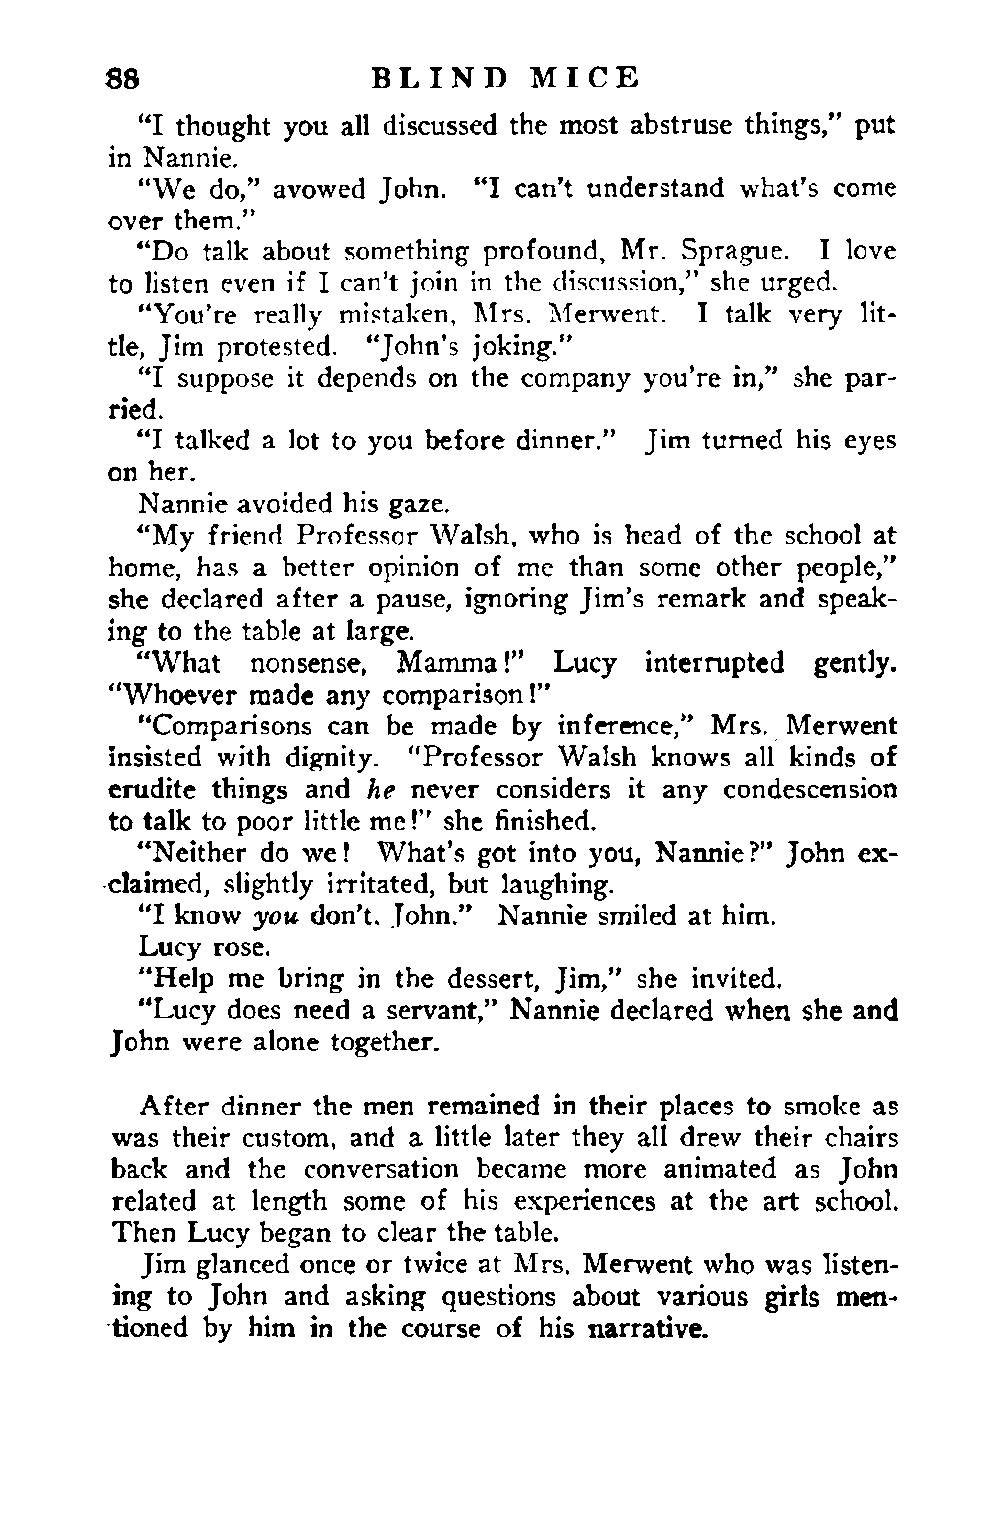 88 BLIND MICE
“I thought you all discussed the most abstruse things,” put
in Nannie.
“We do,” avowed John. “I can’t understand what’s come
over them.”
“Do talk about something profound, Mr. Sprague. I love
to listen even if I can’t join in the discussion,” she urged.
“You’re really mistaken, Mrs. Merwent. I talk very lit-
tle, Jim protested. “John’s joking.”
“I suppose it depends on the company you’re in,” she par-
ried.
“I talked a lot to you before dinner.” Jim turned his eyes
on her.
Nannie avoided his gaze.
“My friend Professor Walsh, who is head of the school at
home, has a better opinion of me than some other people,”
she declared after a pause, ignoring Jim’s remark and speak-
ing to the table at large.
“What nonsense, Mamma!” Lucy interrupted gently.
“Whoever made any comparison!”
“Comparisons can be made by inference,” Mrs. Merwent
insisted with dignity. “Professor Walsh knows all kinds of
erudite things and he never considers it any condescension
to talk to poor little me!” she finished.
“Neither do we! What’s got into you, Nannie?” John ex-
claimed, slightly irritated, but laughing.
“I know you don’t. John.” Nannie smiled at him.
Lucy rose.
“Help me bring in the dessert, Jim,” she invited.
“Lucy does need a servant,” Nannie declared when she and
John were alone together.
After dinner the men remained in their places to smoke as
was their custom, and a little later they all drew their chairs
back and the conversation became more animated as John
related at length some of his experiences at the art school.
Then Lucy began to clear the table.
Jim glanced once or twice at Mrs. Merwent who was listen-
ing to John and asking questions about various girls men-
tioned by him in the course of his narrative.